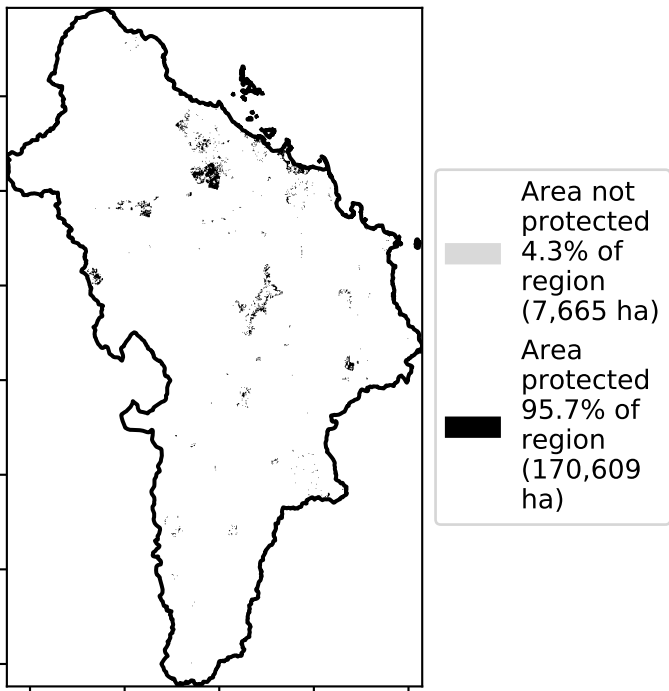 Area not
protected
4.3% of
region
(7,665 ha)
Area
protected
95.7% of
region
(170,609
ha)